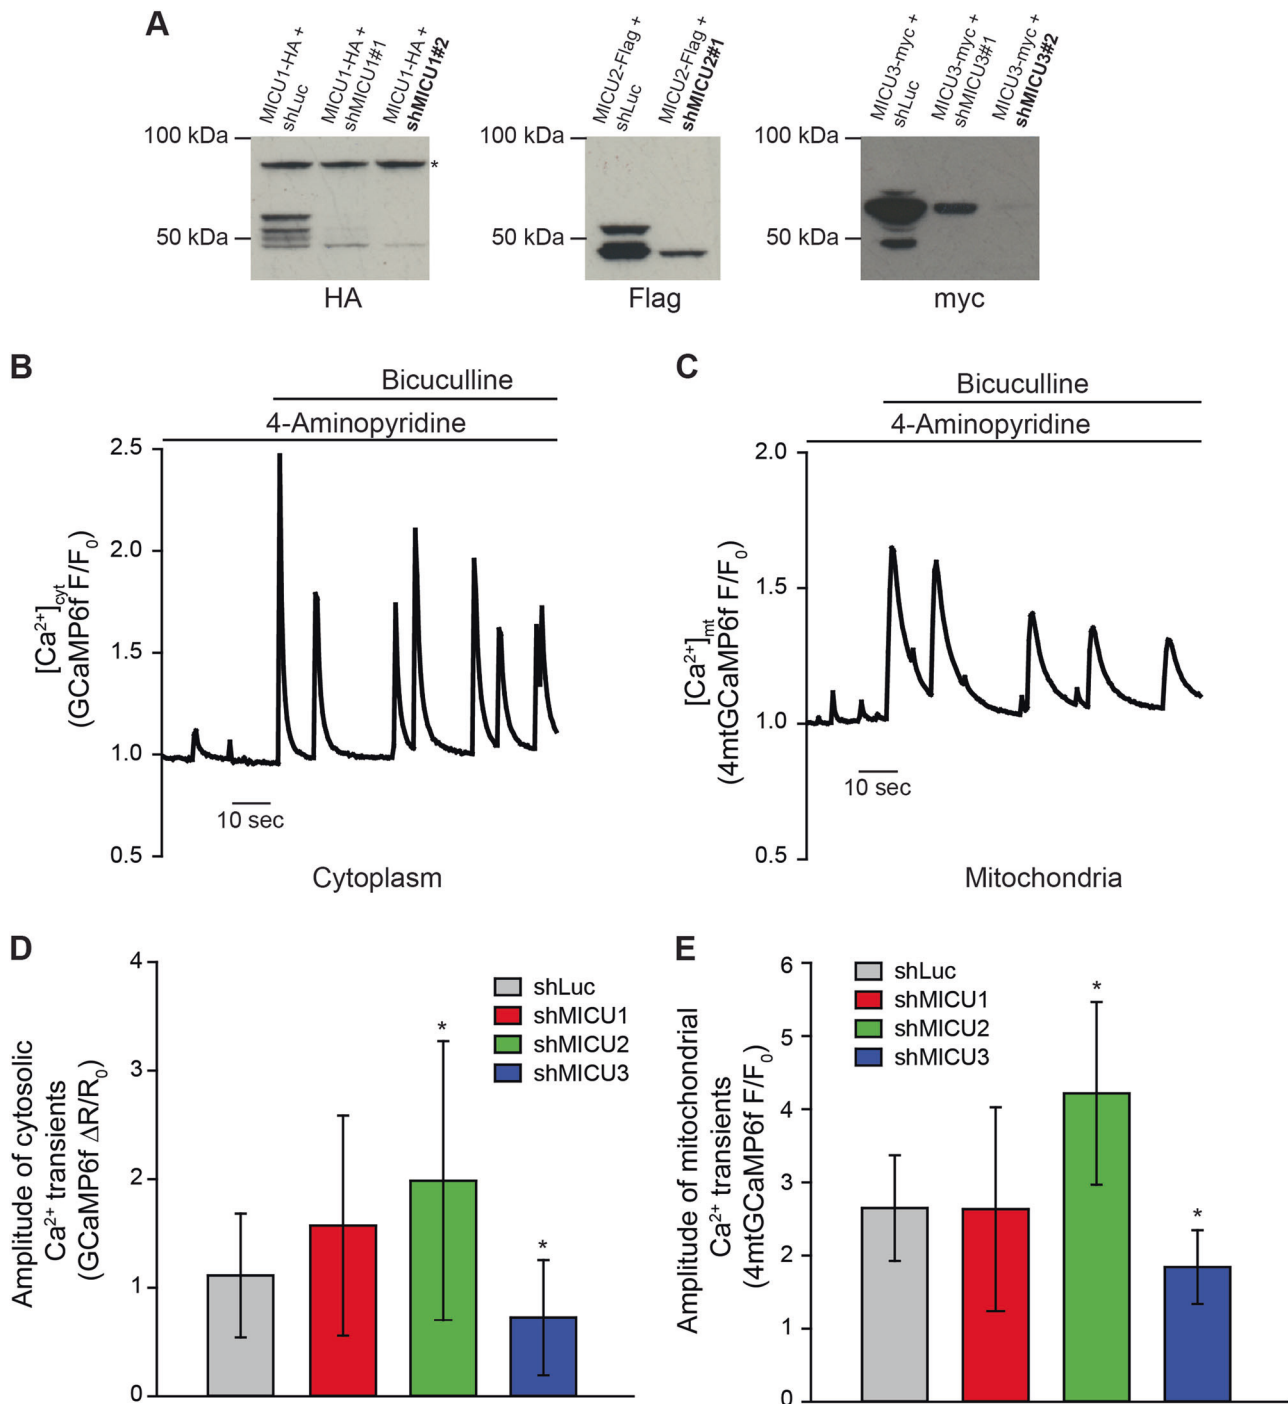 A
MICU1-HA +
shLuc
MICU1-HA +
shMICU1#1
MICU1-HA +
shMICU1#2
100 kDa
50 kDa
*
HA
MICU2-Flag +
shLuc
MICU2-Flag +
shMICU2#1
100 kDa
50 kDa
Flag
MICU3-myc +
shLuc
MICU3-myc +
shMICU3#1
MICU3-myc +
shMICU3#2
100 kDa
50 kDa
myc
B
Bicuculline
4-Aminopyridine
[Ca²⁺]cyt
(GCaMP6f F/F₀)
2.5
2.0
1.5
1.0
0.5
10 sec
Cytoplasm
C
Bicuculline
4-Aminopyridine
[Ca²⁺]mt
(4mtGCaMP6f F/F₀)
2.0
1.5
1.0
0.5
10 sec
Mitochondria
D
Amplitude of cytosolic
Ca²⁺ transients
(GCaMP6f ΔR/R₀)
4
3
2
1
0
shLuc
shMICU1
shMICU2
shMICU3
*
*
E
Amplitude of mitochondrial
Ca²⁺ transients
(4mtGCaMP6f F/F₀)
6
5
4
3
2
1
0
shLuc
shMICU1
shMICU2
shMICU3
*
*